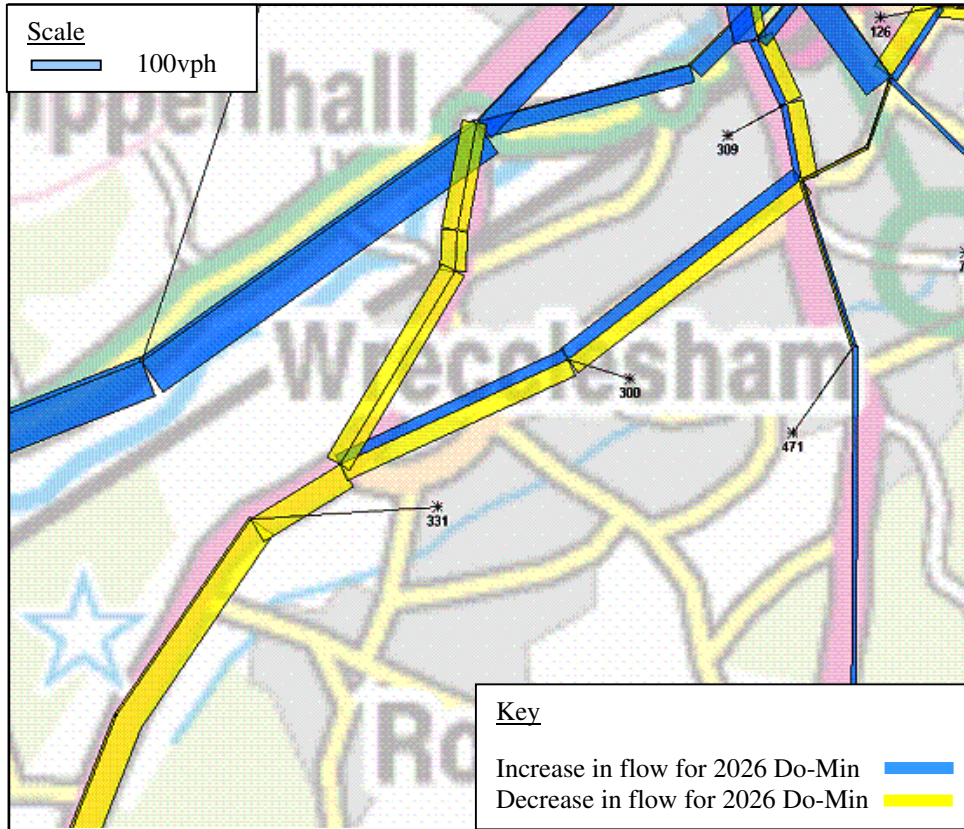 Scale
100vph
126
ippenhall
309
Wrecclesham
300
471
331
Ro
Key
Increase in flow for 2026 Do-Min
Decrease in flow for 2026 Do-Min